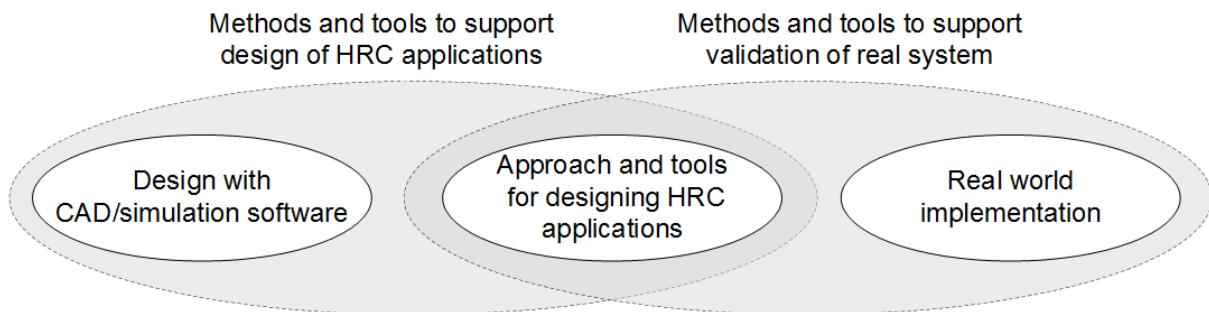 Methods and tools to support
design of HRC applications
Methods and tools to support
validation of real system
Design with
CAD/simulation software
Approach and tools
for designing HRC
applications
Real world
implementation